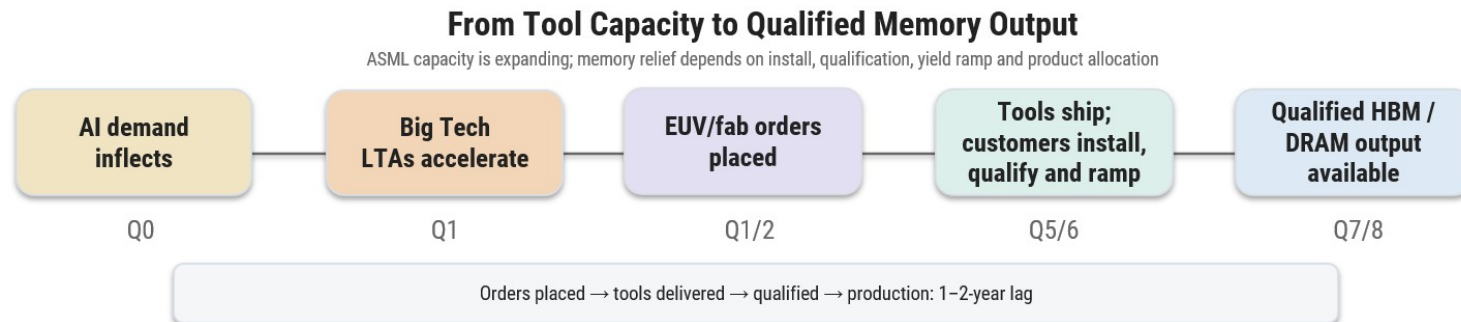 From Tool Capacity to Qualified Memory Output
ASML capacity is expanding; memory relief depends on install, qualification, yield ramp and product allocation
AI demand
inflects
Big Tech
LTAs accelerate
EUV/fab orders
placed
Tools ship;
customers install,
qualify and ramp
Qualified HBM /
DRAM output
available
Q0
Q1
Q1/2
Q5/6
Q7/8
Orders placed → tools delivered → qualified → production: 1–2-year lag